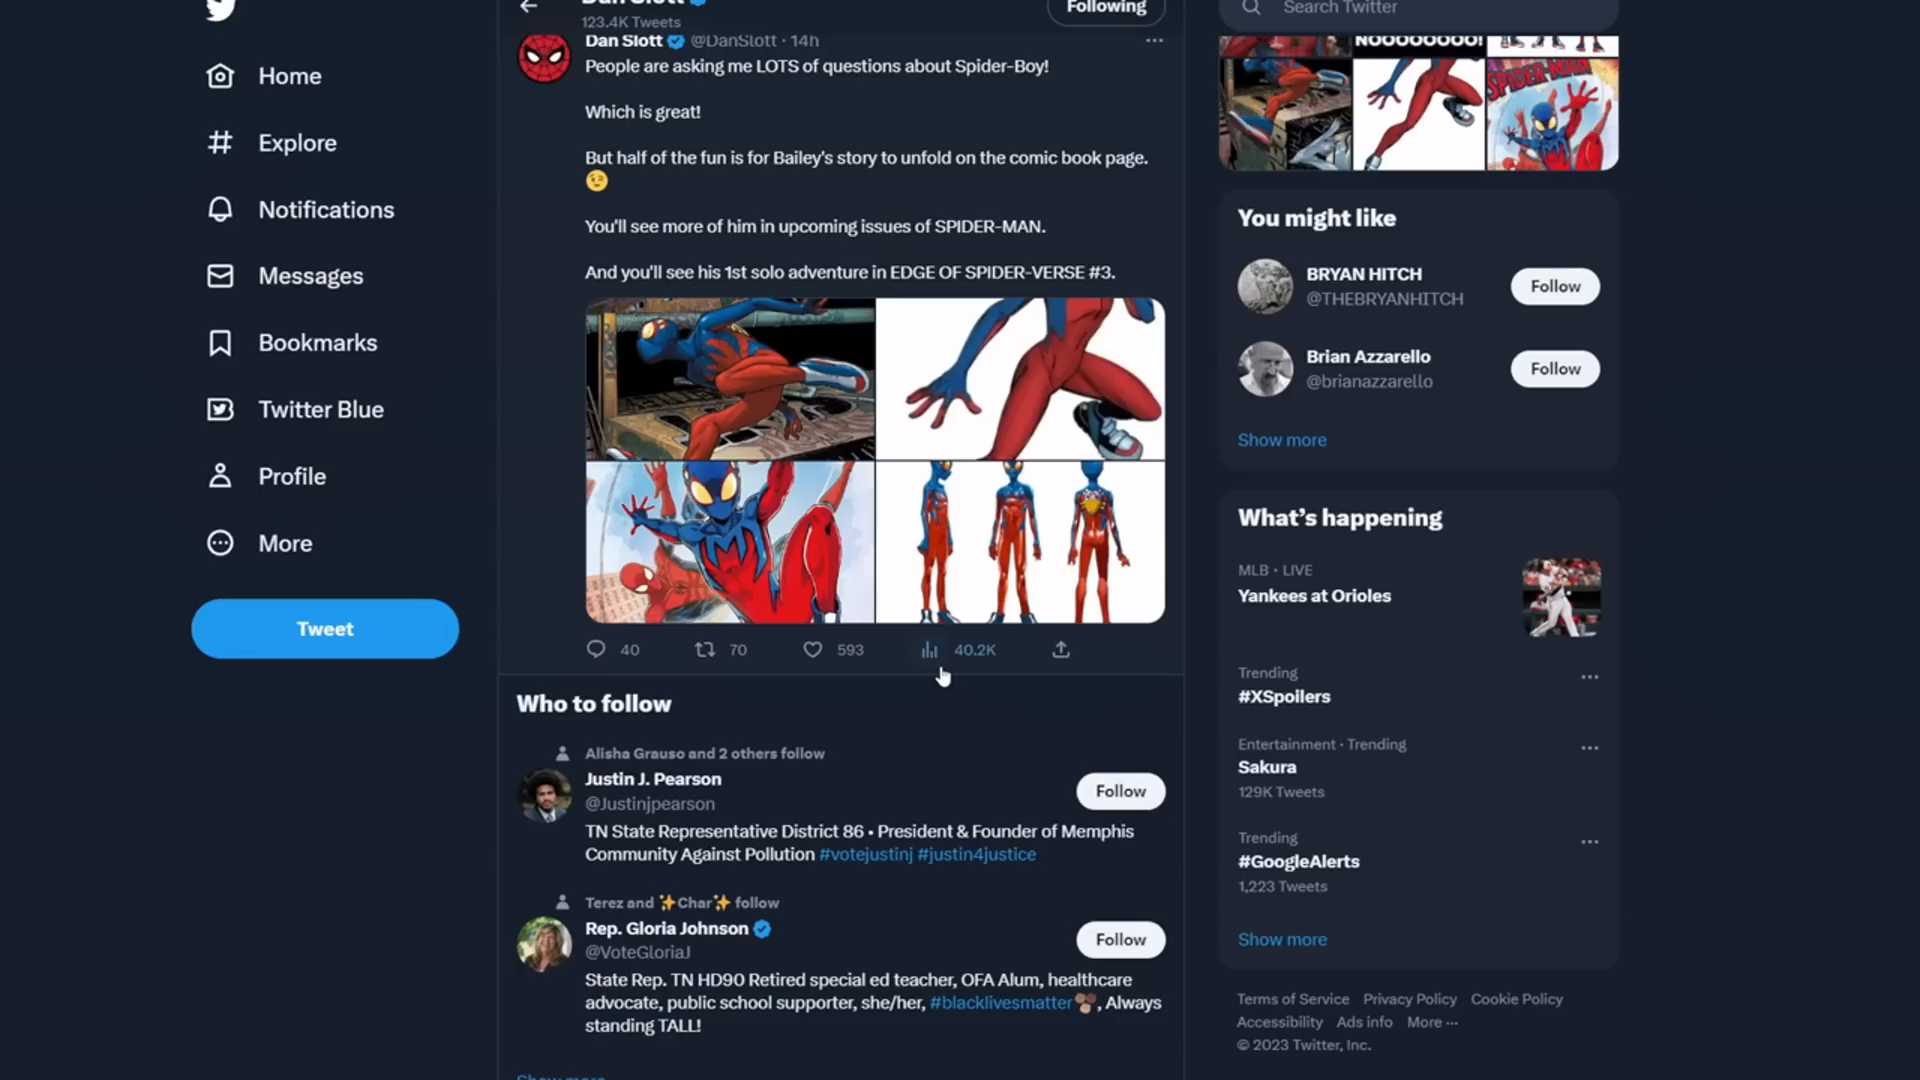 Home
Explore
Notifications
Messages
Bookmarks
Twitter Blue
Profile
More
Tweet
Dan Slott
123.4K Tweets
Following
Dan Slott @DanSlott · 14h
People are asking me LOTS of questions about Spider-Boy!
Which is great!
But half of the fun is for Bailey's story to unfold on the comic book page.
😉
You'll see more of him in upcoming issues of SPIDER-MAN.
And you'll see his 1st solo adventure in EDGE OF SPIDER-VERSE #3.
40 70 593 40.2K
Who to follow
Alisha Grauso and 2 others follow
Justin J. Pearson
@Justinjpearson
Follow
TN State Representative District 86 • President & Founder of Memphis
Community Against Pollution #votejustinj #justin4justice
Terez and ✨Char✨ follow
Rep. Gloria Johnson
@VoteGloriaJ
Follow
State Rep. TN HD90 Retired special ed teacher, OFA Alum, healthcare
advocate, public school supporter, she/her, #blacklivesmatter, Always
standing TALL!
Show more
Search Twitter
NOOOOOOOO!
SPIDER-MAN
You might like
BRYAN HITCH
@THEBRYANHITCH
Follow
Brian Azzarello
@brianazzarello
Follow
Show more
What's happening
MLB · LIVE
Yankees at Orioles
Trending
#XSpoilers
Entertainment · Trending
Sakura
129K Tweets
Trending
#GoogleAlerts
1,223 Tweets
Show more
Terms of Service Privacy Policy Cookie Policy
Accessibility Ads info More ···
© 2023 Twitter, Inc.